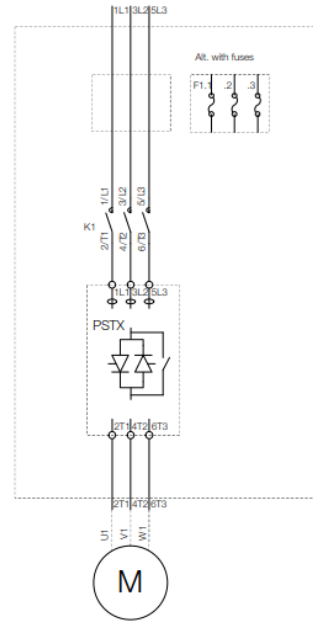 1L1 3L2 5L3
Alt. with fuses
F1.1 .2 .3
1/L1 3/L2 5/L3
K1
2/T1 4/T2 6/T3
1L1 3L2 5L3
PSTX
2T1 4T2 6T3
2T1 4T2 6T3
U1 V1 W1
M